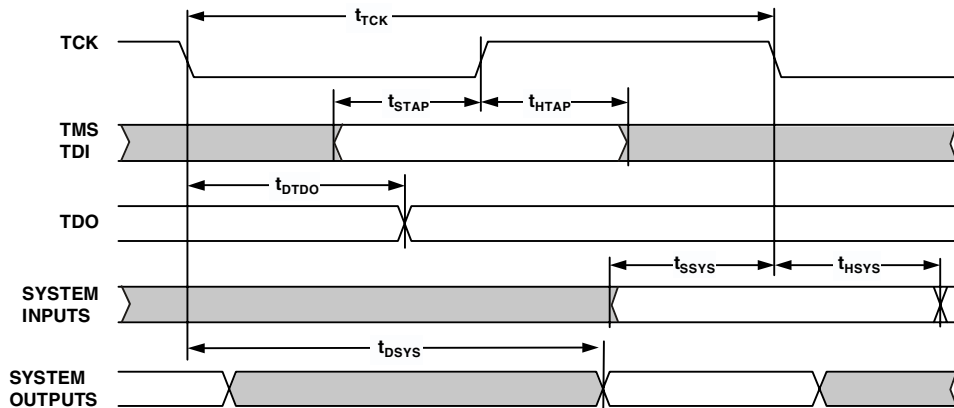 tTCK
TCK
tSTAP
tHTAP
TMS
TDI
tDTDO
TDO
tSSYS
tHSYS
SYSTEM
INPUTS
tDSYS
SYSTEM
OUTPUTS